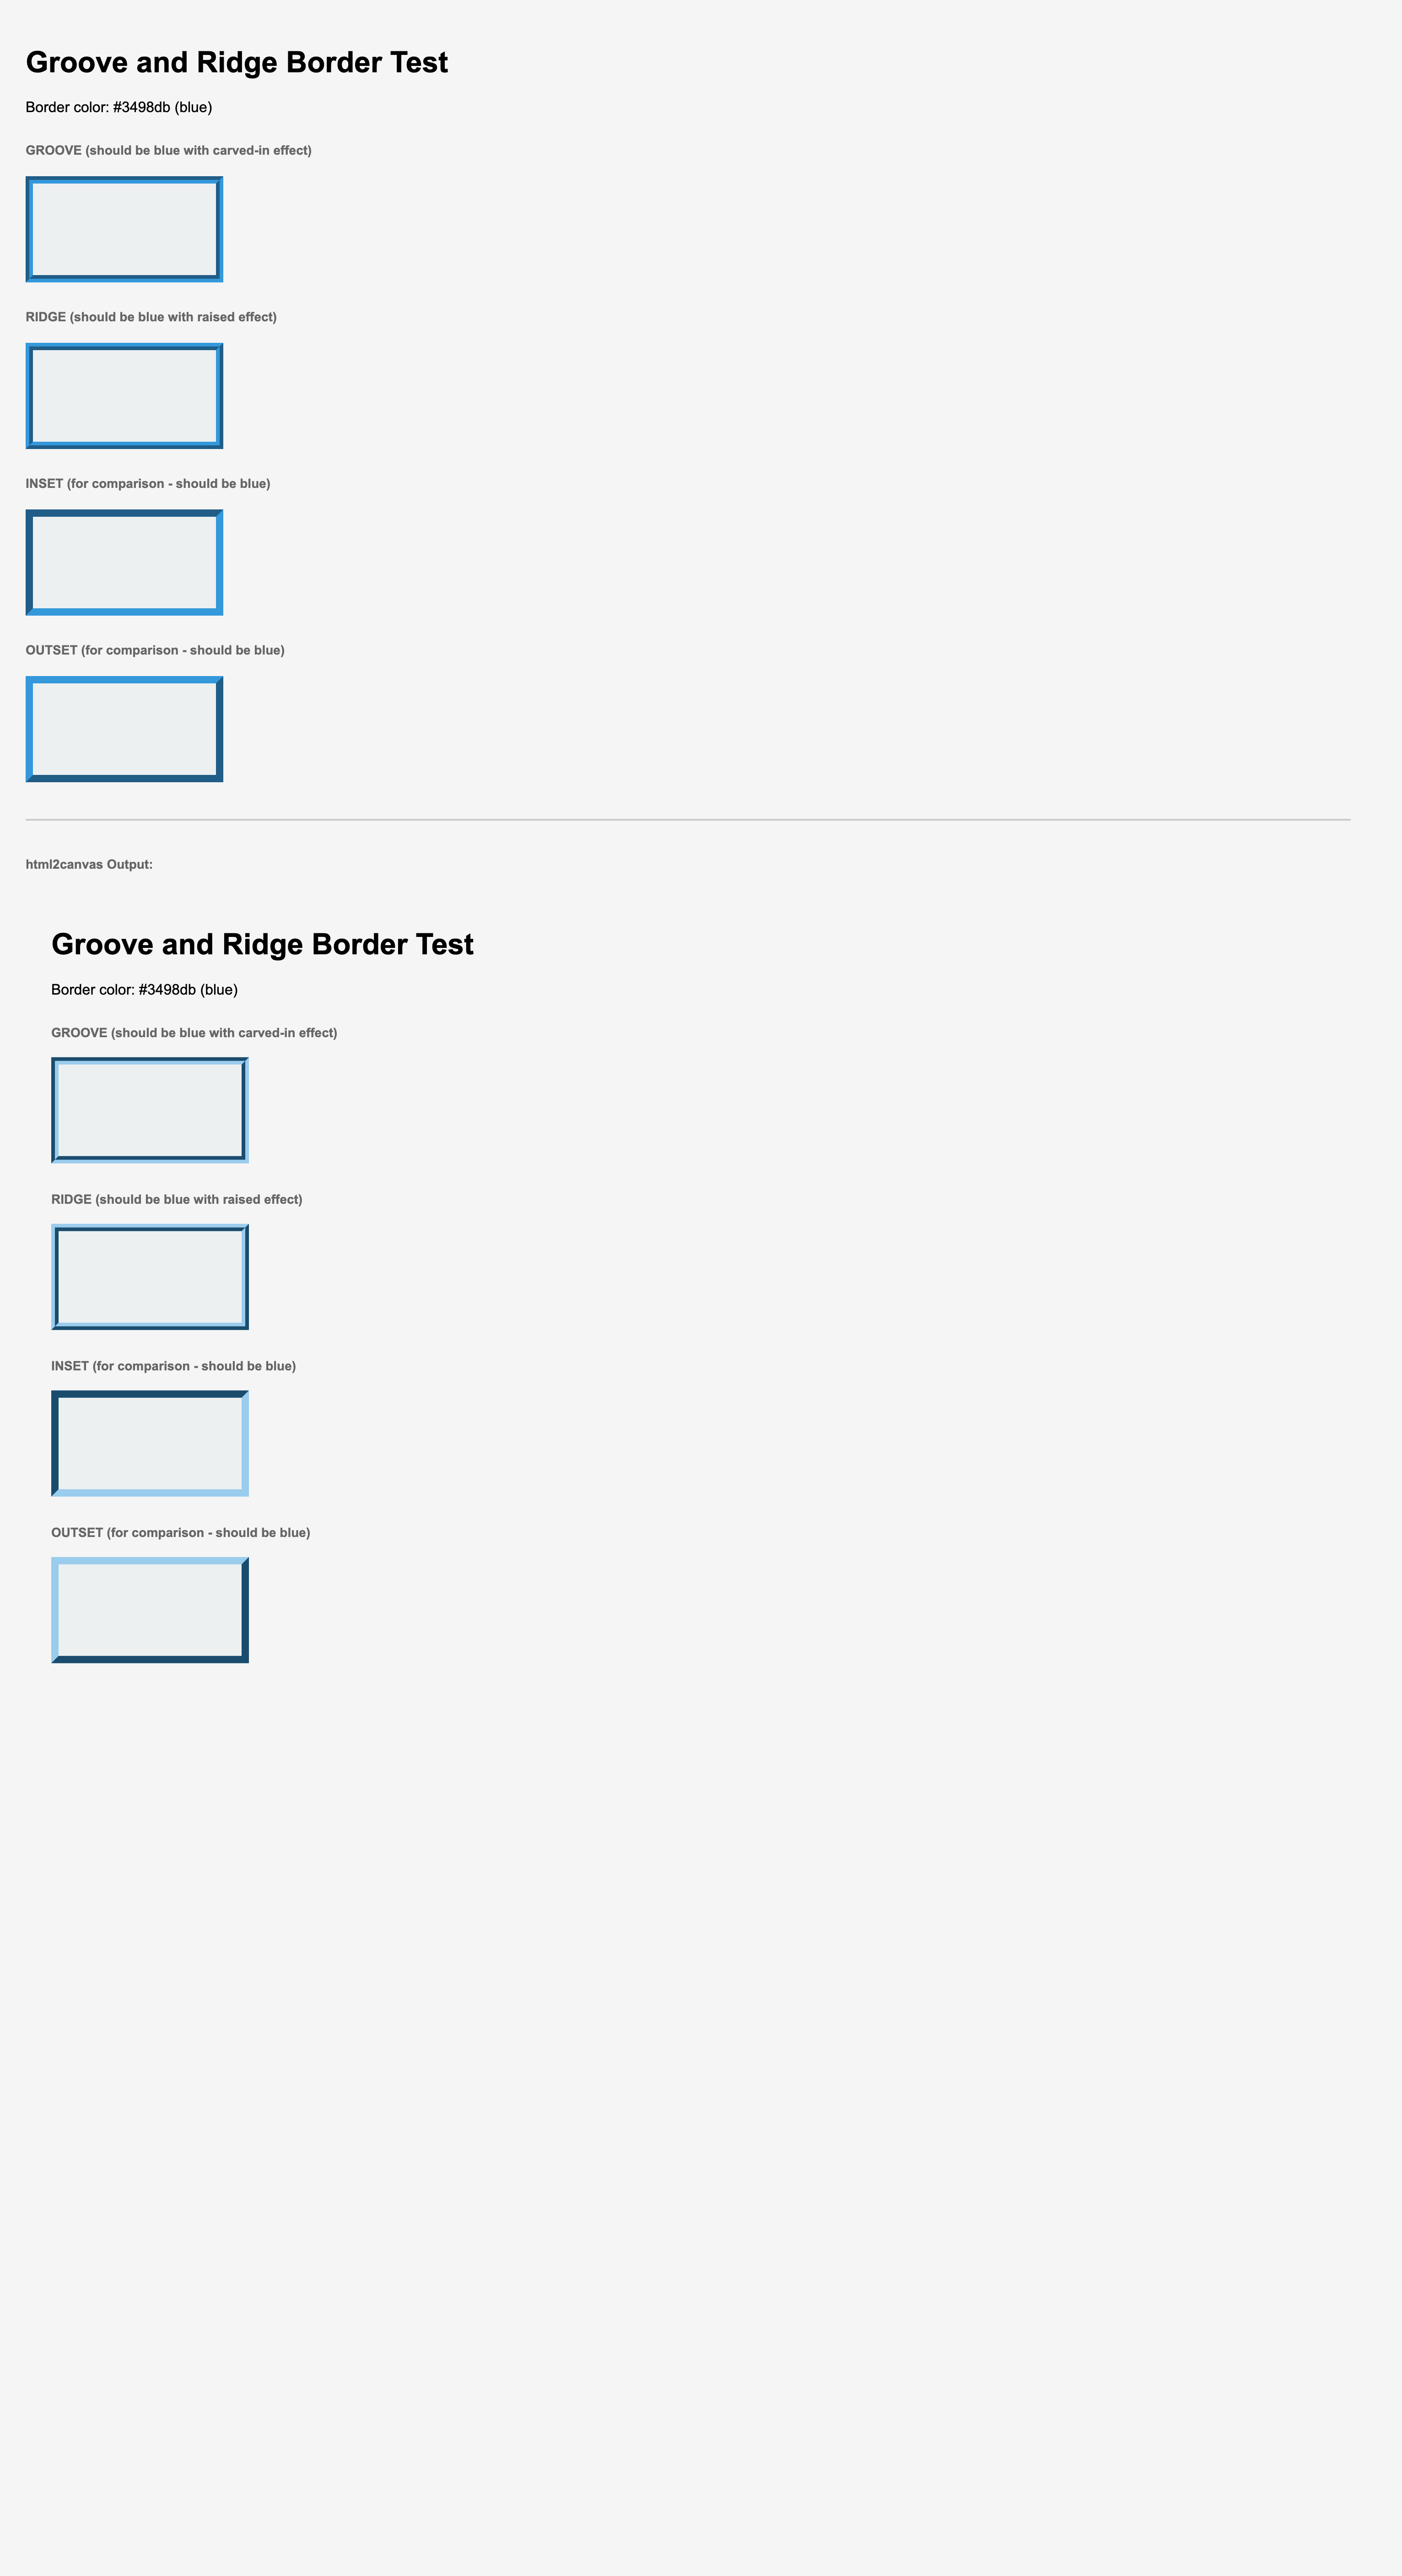 Groove and Ridge Border Test
Border color: #3498db (blue)
GROOVE (should be blue with carved-in effect)
RIDGE (should be blue with raised effect)
INSET (for comparison - should be blue)
OUTSET (for comparison - should be blue)
html2canvas Output:
Groove and Ridge Border Test
Border color: #3498db (blue)
GROOVE (should be blue with carved-in effect)
RIDGE (should be blue with raised effect)
INSET (for comparison - should be blue)
OUTSET (for comparison - should be blue)